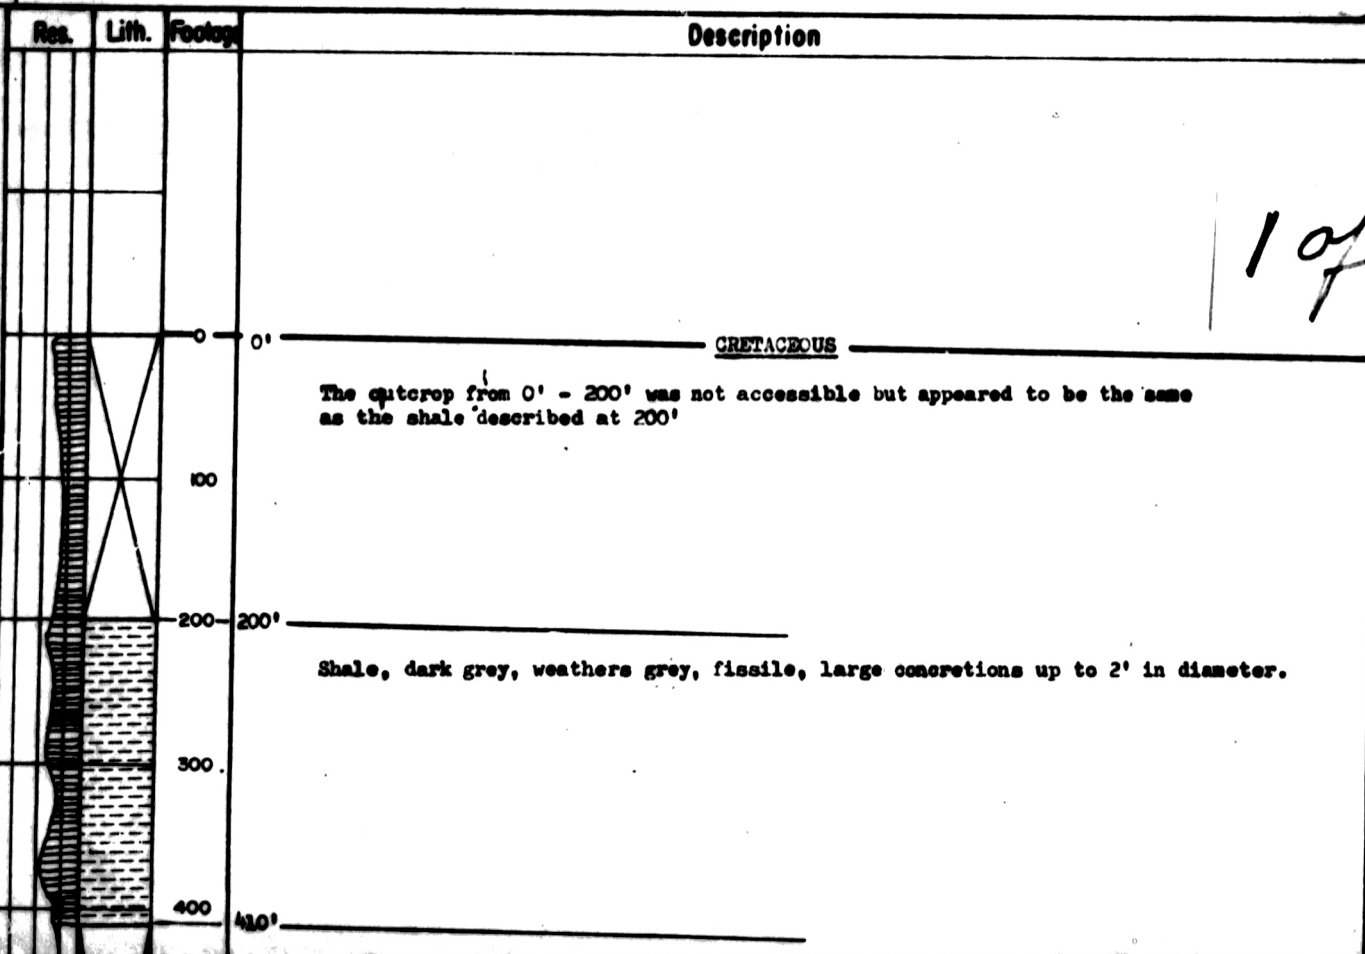 Res. Lith. Footage Description
1 of
0 0' CRETACEOUS
The outcrop from 0' - 200' was not accessible but appeared to be the same
as the shale described at 200'
100
200 200'
Shale, dark grey, weathers grey, fissile, large concretions up to 2' in diameter.
300
400 410'